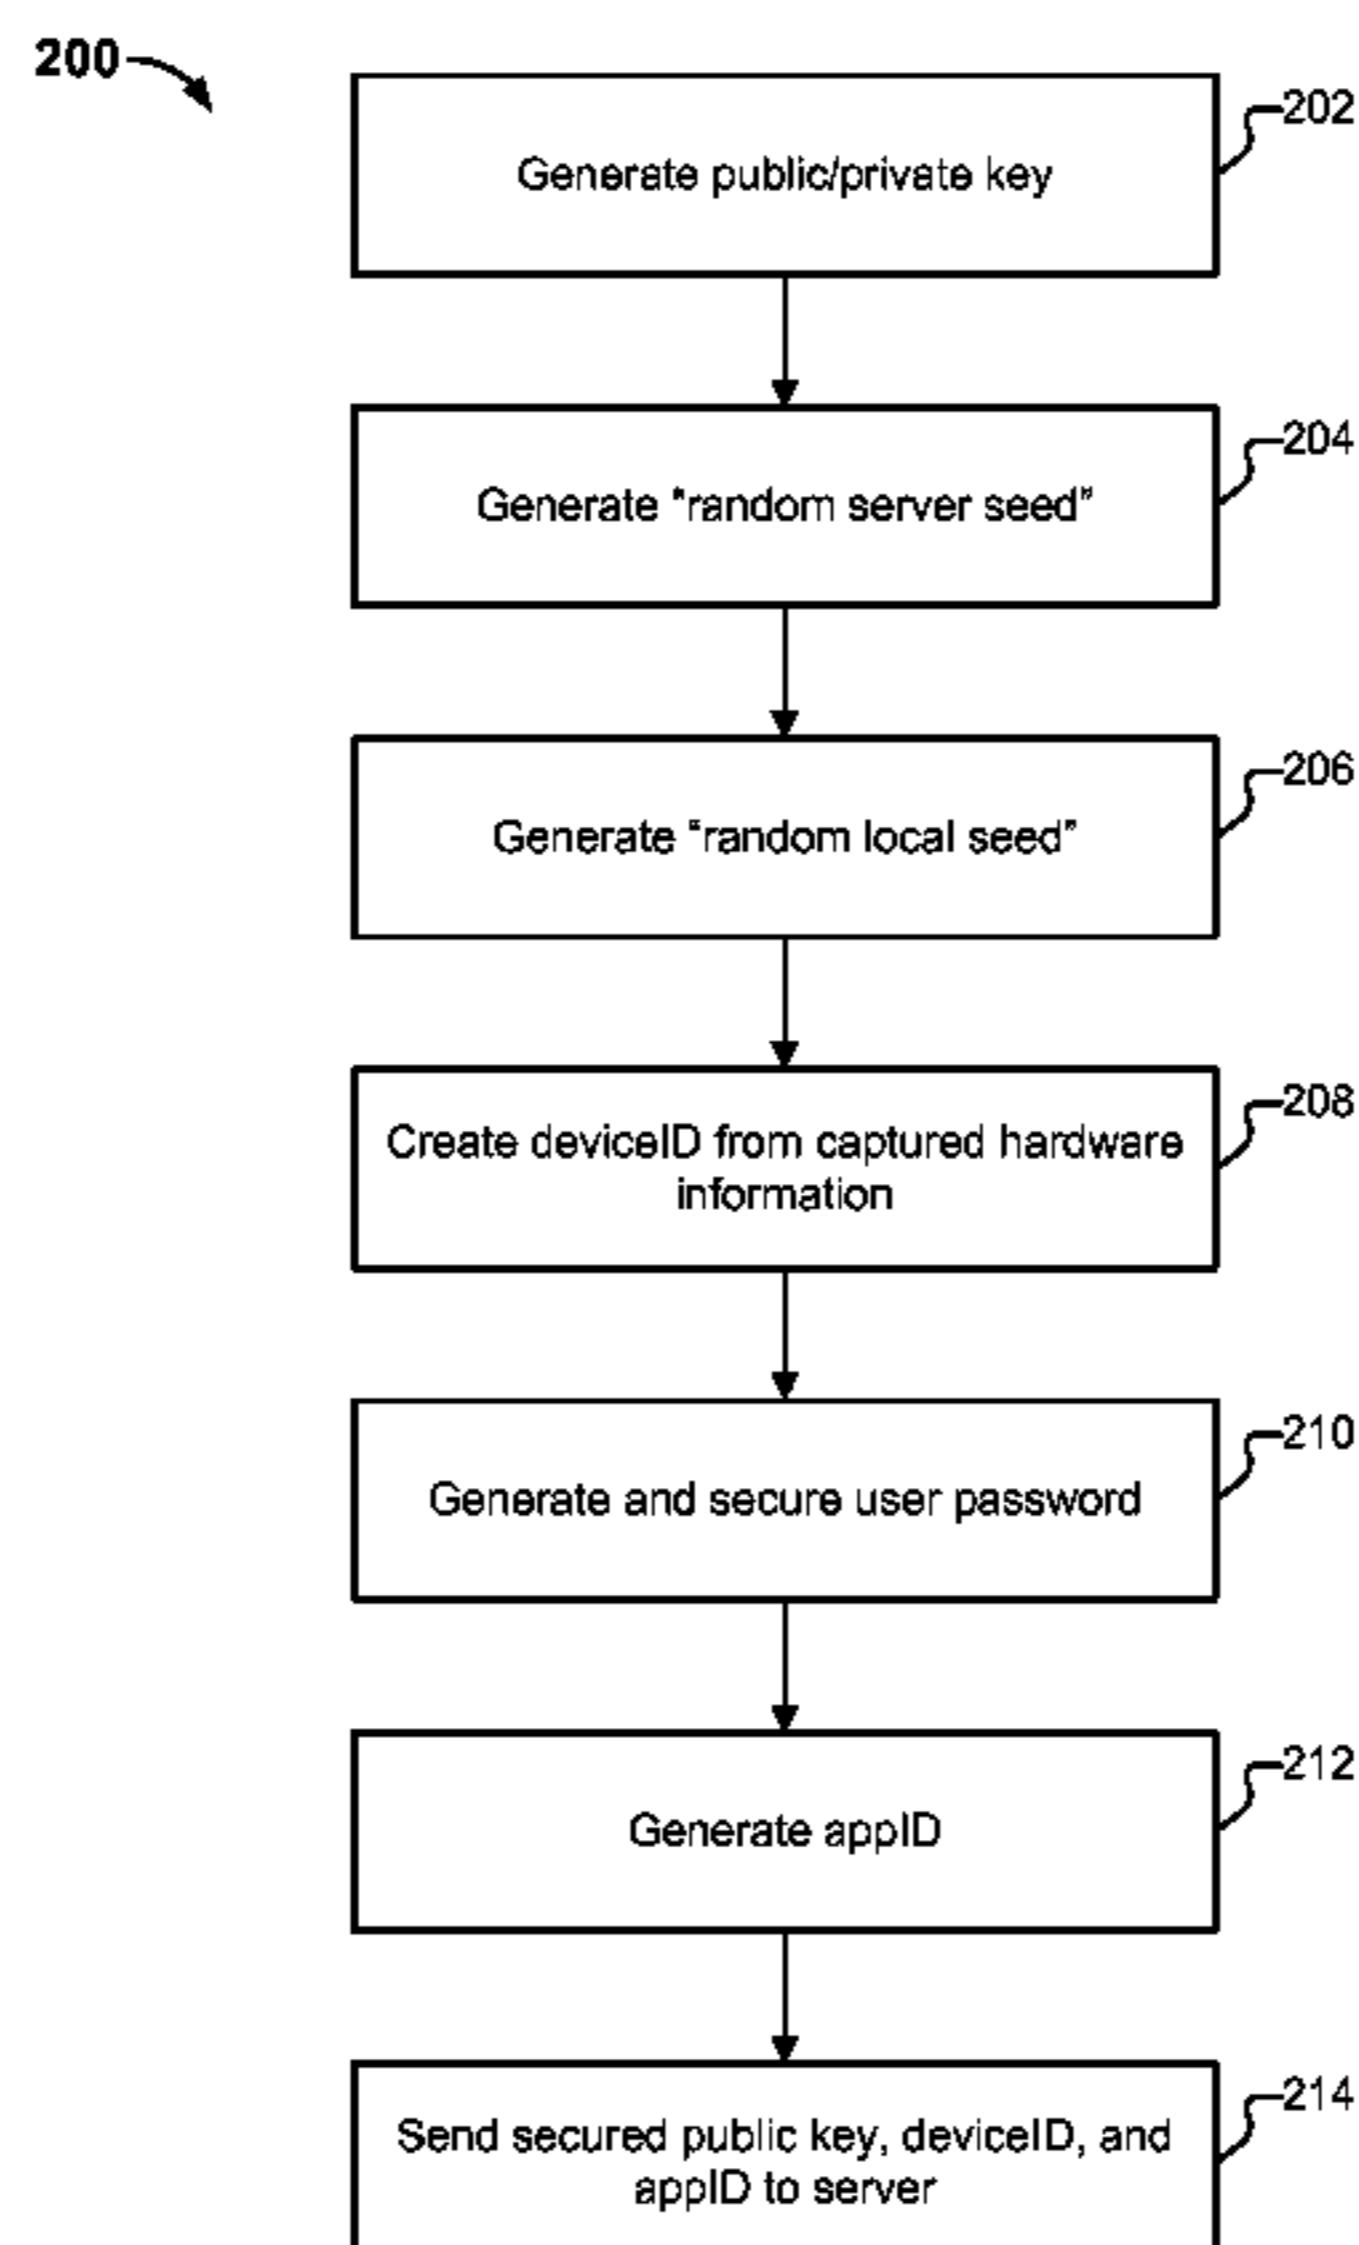 200
202
Generate public/private key
204
Generate “random server seed”
206
Generate “random local seed”
208
Create deviceID from captured hardware
information
210
Generate and secure user password
212
Generate appID
214
Send secured public key, deviceID, and
appID to server